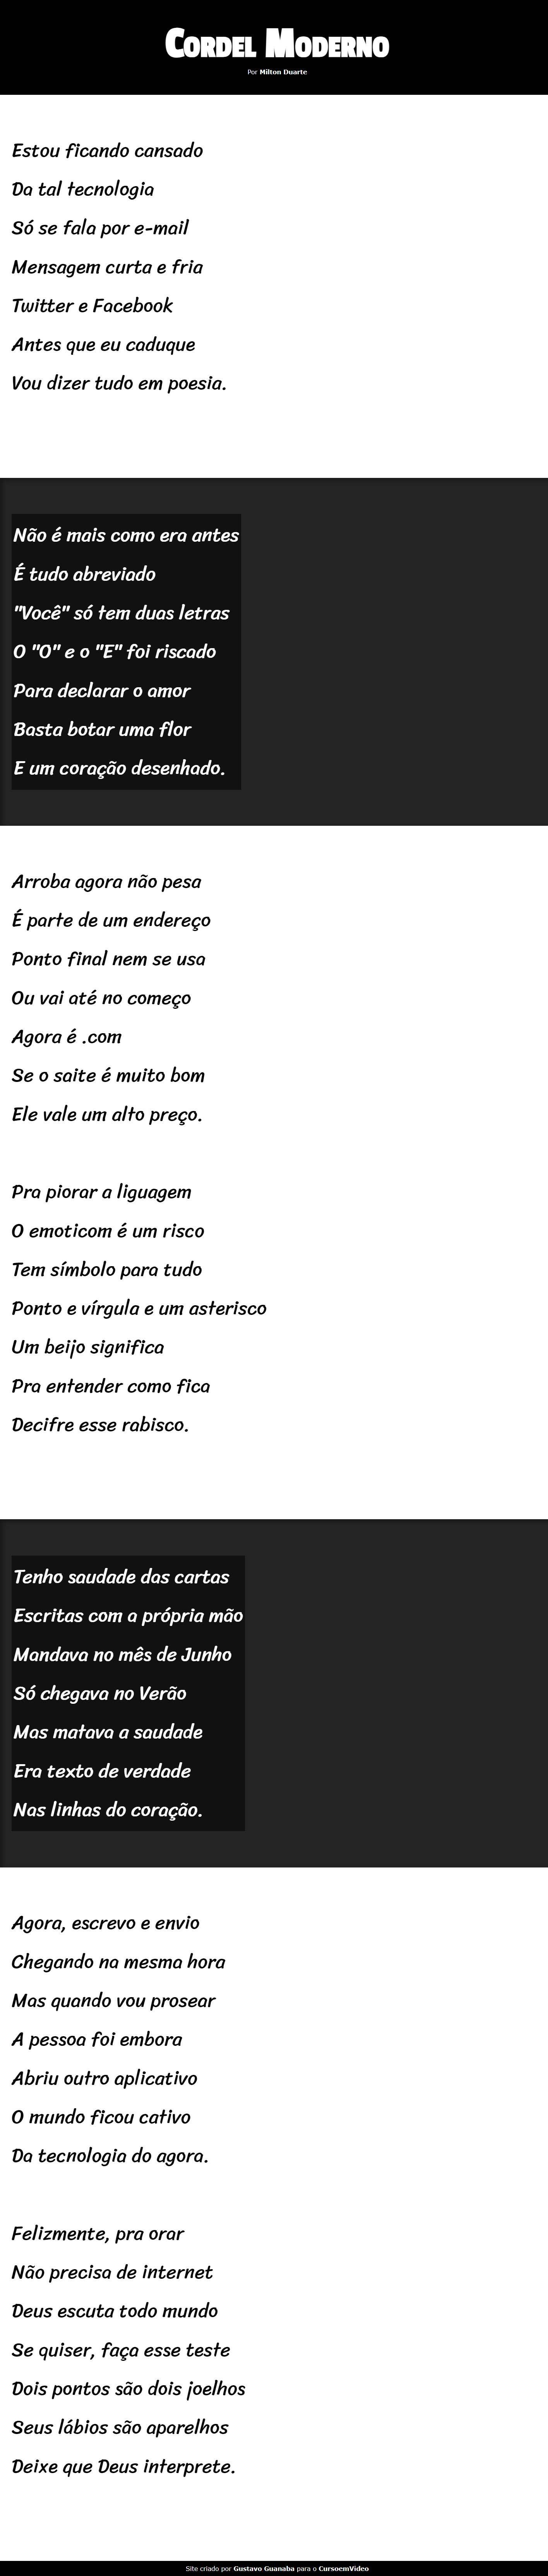 Cordel Moderno
Por Milton Duarte
Estou ficando cansado
Da tal tecnologia
Só se fala por e-mail
Mensagem curta e fria
Twitter e Facebook
Antes que eu caduque
Vou dizer tudo em poesia.
Não é mais como era antes
É tudo abreviado
"Você" só tem duas letras
O "O" e o "E" foi riscado
Para declarar o amor
Basta botar uma flor
E um coração desenhado.
Arroba agora não pesa
É parte de um endereço
Ponto final nem se usa
Ou vai até no começo
Agora é .com
Se o saite é muito bom
Ele vale um alto preço.
Pra piorar a liguagem
O emoticom é um risco
Tem símbolo para tudo
Ponto e vírgula e um asterisco
Um beijo significa
Pra entender como fica
Decifre esse rabisco.
Tenho saudade das cartas
Escritas com a própria mão
Mandava no mês de Junho
Só chegava no Verão
Mas matava a saudade
Era texto de verdade
Nas linhas do coração.
Agora, escrevo e envio
Chegando na mesma hora
Mas quando vou prosear
A pessoa foi embora
Abriu outro aplicativo
O mundo ficou cativo
Da tecnologia do agora.
Felizmente, pra orar
Não precisa de internet
Deus escuta todo mundo
Se quiser, faça esse teste
Dois pontos são dois joelhos
Seus lábios são aparelhos
Deixe que Deus interprete.
Site criado por Gustavo Guanaba para o CursoemVideo